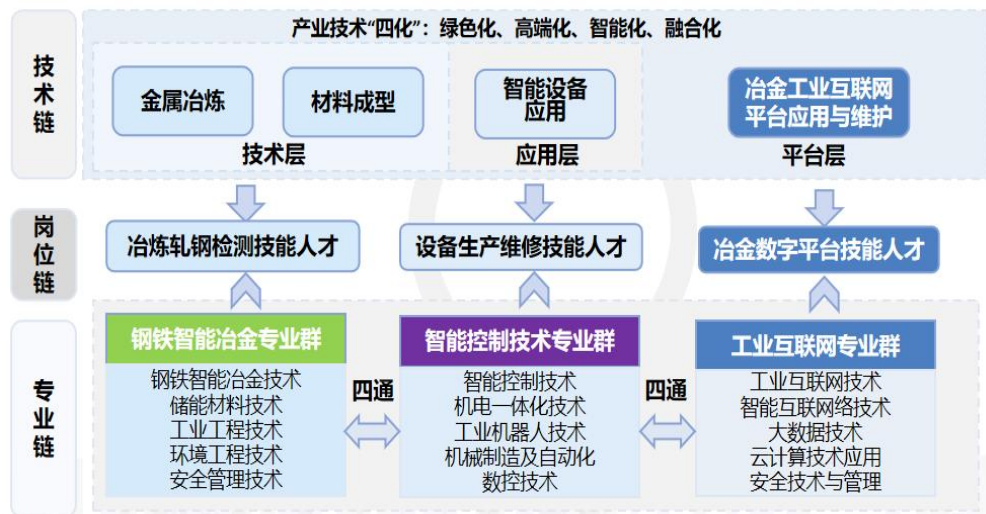 产业技术“四化”：绿色化、高端化、智能化、融合化
技术链
金属冶炼
材料成型
技术层
智能设备
应用
应用层
冶金工业互联网
平台应用与维护
平台层
岗位链
冶炼轧钢检测技能人才
设备生产维修技能人才
冶金数字平台技能人才
专业链
钢铁智能冶金专业群
钢铁智能冶金技术
储能材料技术
工业工程技术
环境工程技术
安全管理技术
四通
智能控制技术专业群
智能控制技术
机电一体化技术
工业机器人技术
机械制造及自动化
数控技术
四通
工业互联网专业群
工业互联网技术
智能互联网络技术
大数据技术
云计算技术应用
安全技术与管理